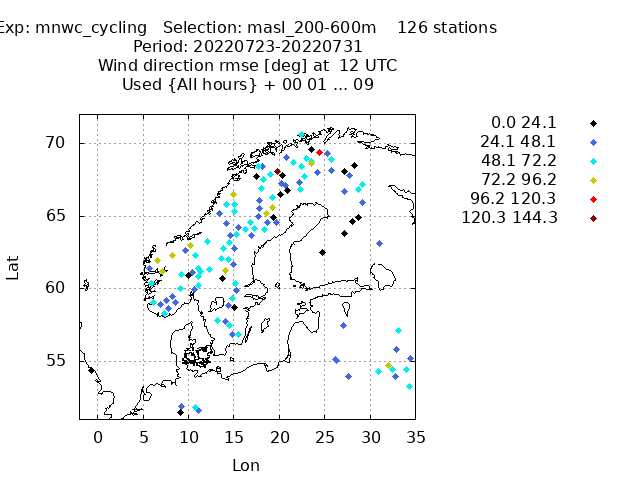 Exp: mnwc_cycling Selection: masl_200-600m 126 stations
Period: 20220723-20220731
Wind direction rmse [deg] at 12 UTC
Used {All hours} + 00 01 ... 09
0.0 24.1
24.1 48.1
48.1 72.2
72.2 96.2
96.2 120.3
120.3 144.3
70
65
60
55
Lat
0 5 10 15 20 25 30 35
Lon